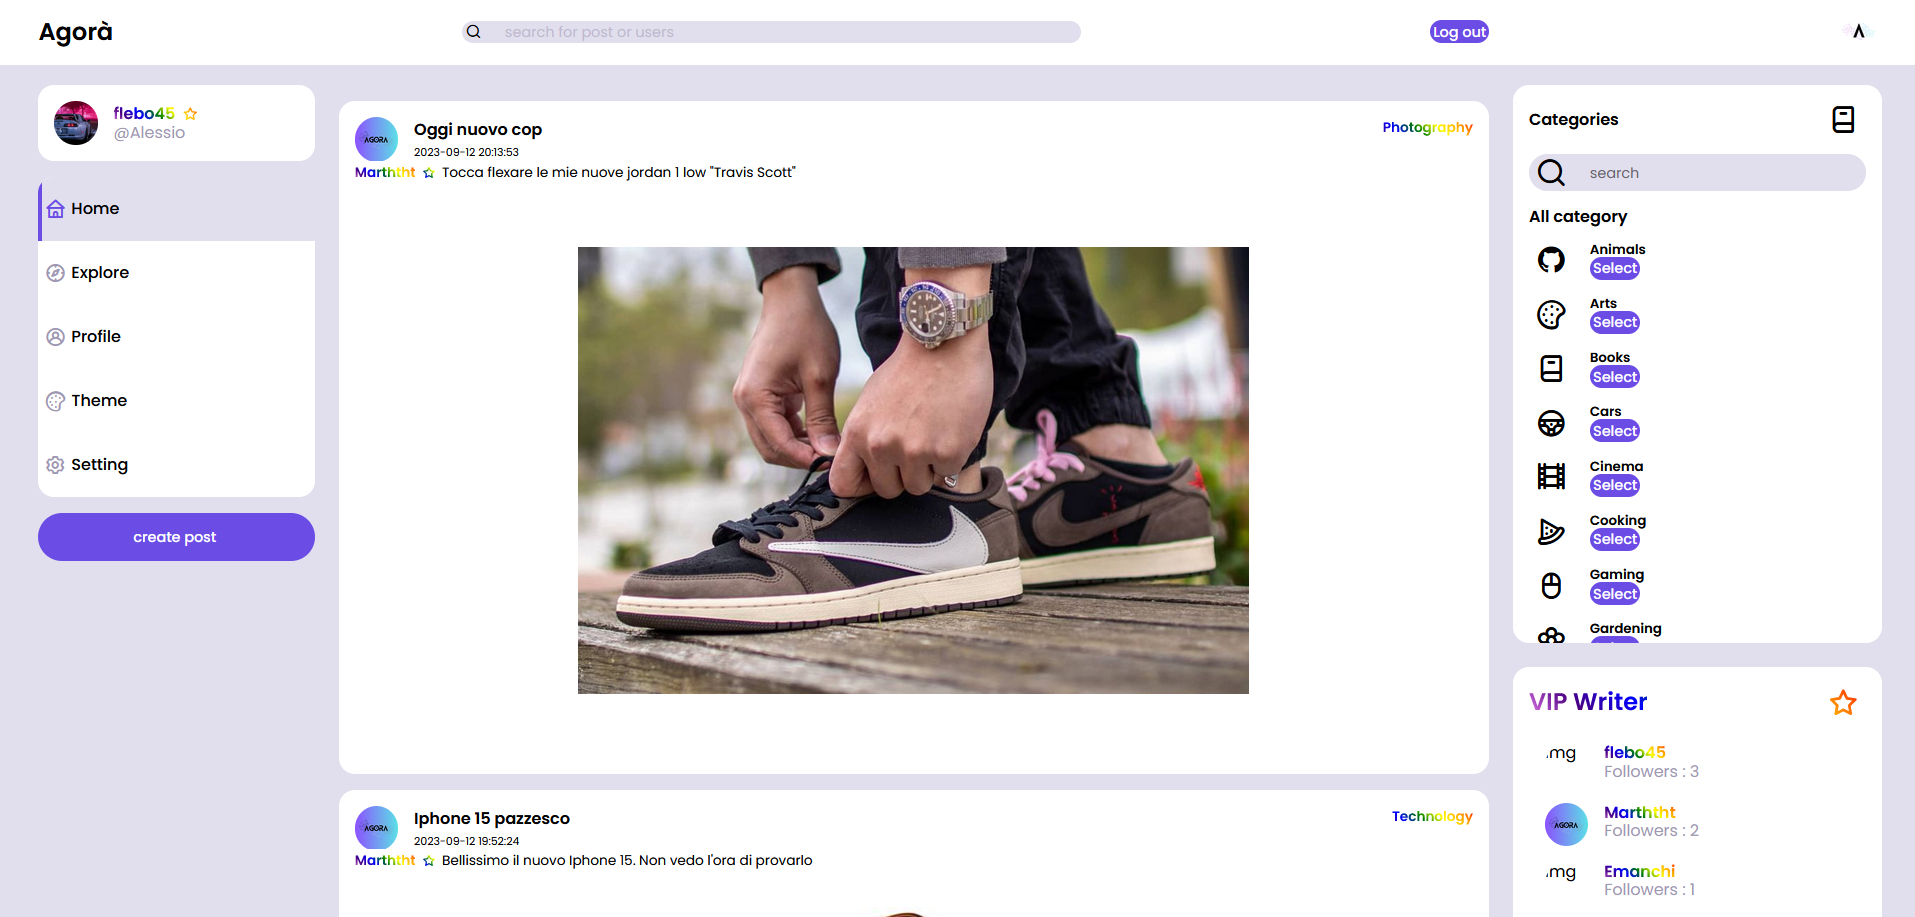 Agorà
search for post or users
Log out
flebo45
@Alessio
Home
Explore
Profile
Theme
Setting
create post
AGORA
Oggi nuovo cop
2023-09-12 20:13:53
Photography
Marththt Tocca flexare le mie nuove jordan 1 low "Travis Scott"
AGORA
Iphone 15 pazzesco
2023-09-12 19:52:24
Technology
Marththt Bellissimo il nuovo Iphone 15. Non vedo l'ora di provarlo
Categories
search
All category
Animals
Select
Arts
Select
Books
Select
Cars
Select
Cinema
Select
Cooking
Select
Gaming
Select
Gardening
VIP Writer
flebo45
Followers : 3
AGORA
Marththt
Followers : 2
Emanchi
Followers : 1